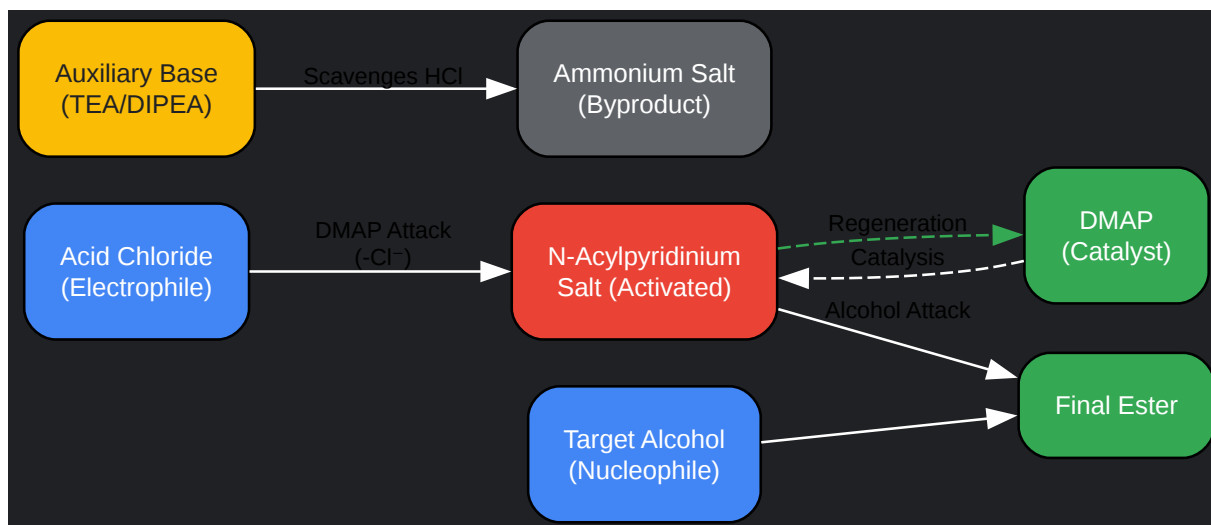 Auxiliary Base
(TEA/DIPEA)
Scavenges HCl
Ammonium Salt
(Byproduct)
Acid Chloride
(Electrophile)
DMAP Attack
(-Cl⁻)
N-Acylpyridinium
Salt (Activated)
Regeneration
Catalysis
DMAP
(Catalyst)
Alcohol Attack
Target Alcohol
(Nucleophile)
Final Ester